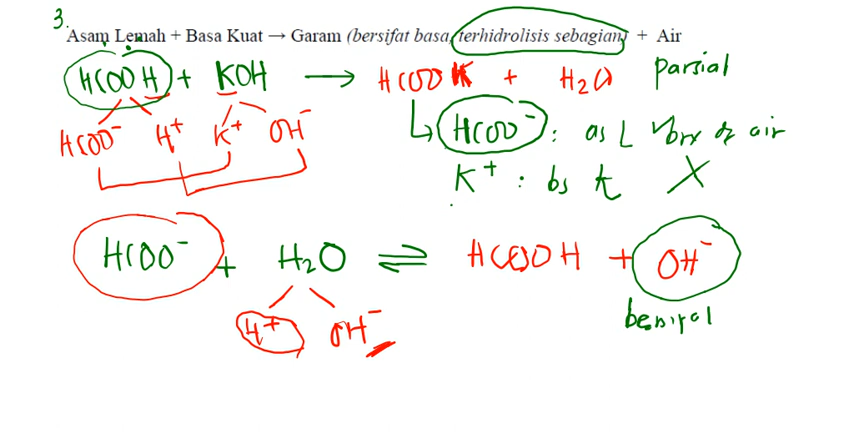 3.
Asam Lemah + Basa Kuat → Garam (bersifat basa, terhidrolisis sebagian) + Air
HCOOH + KOH → HCOOK + H2O parsial
HCOO⁻ H⁺ K⁺ OH⁻
↳ HCOO⁻ : as L √ air
K⁺ : bs K X
HCOO⁻ + H2O ⇌ HCOOH + OH⁻
H⁺ OH⁻